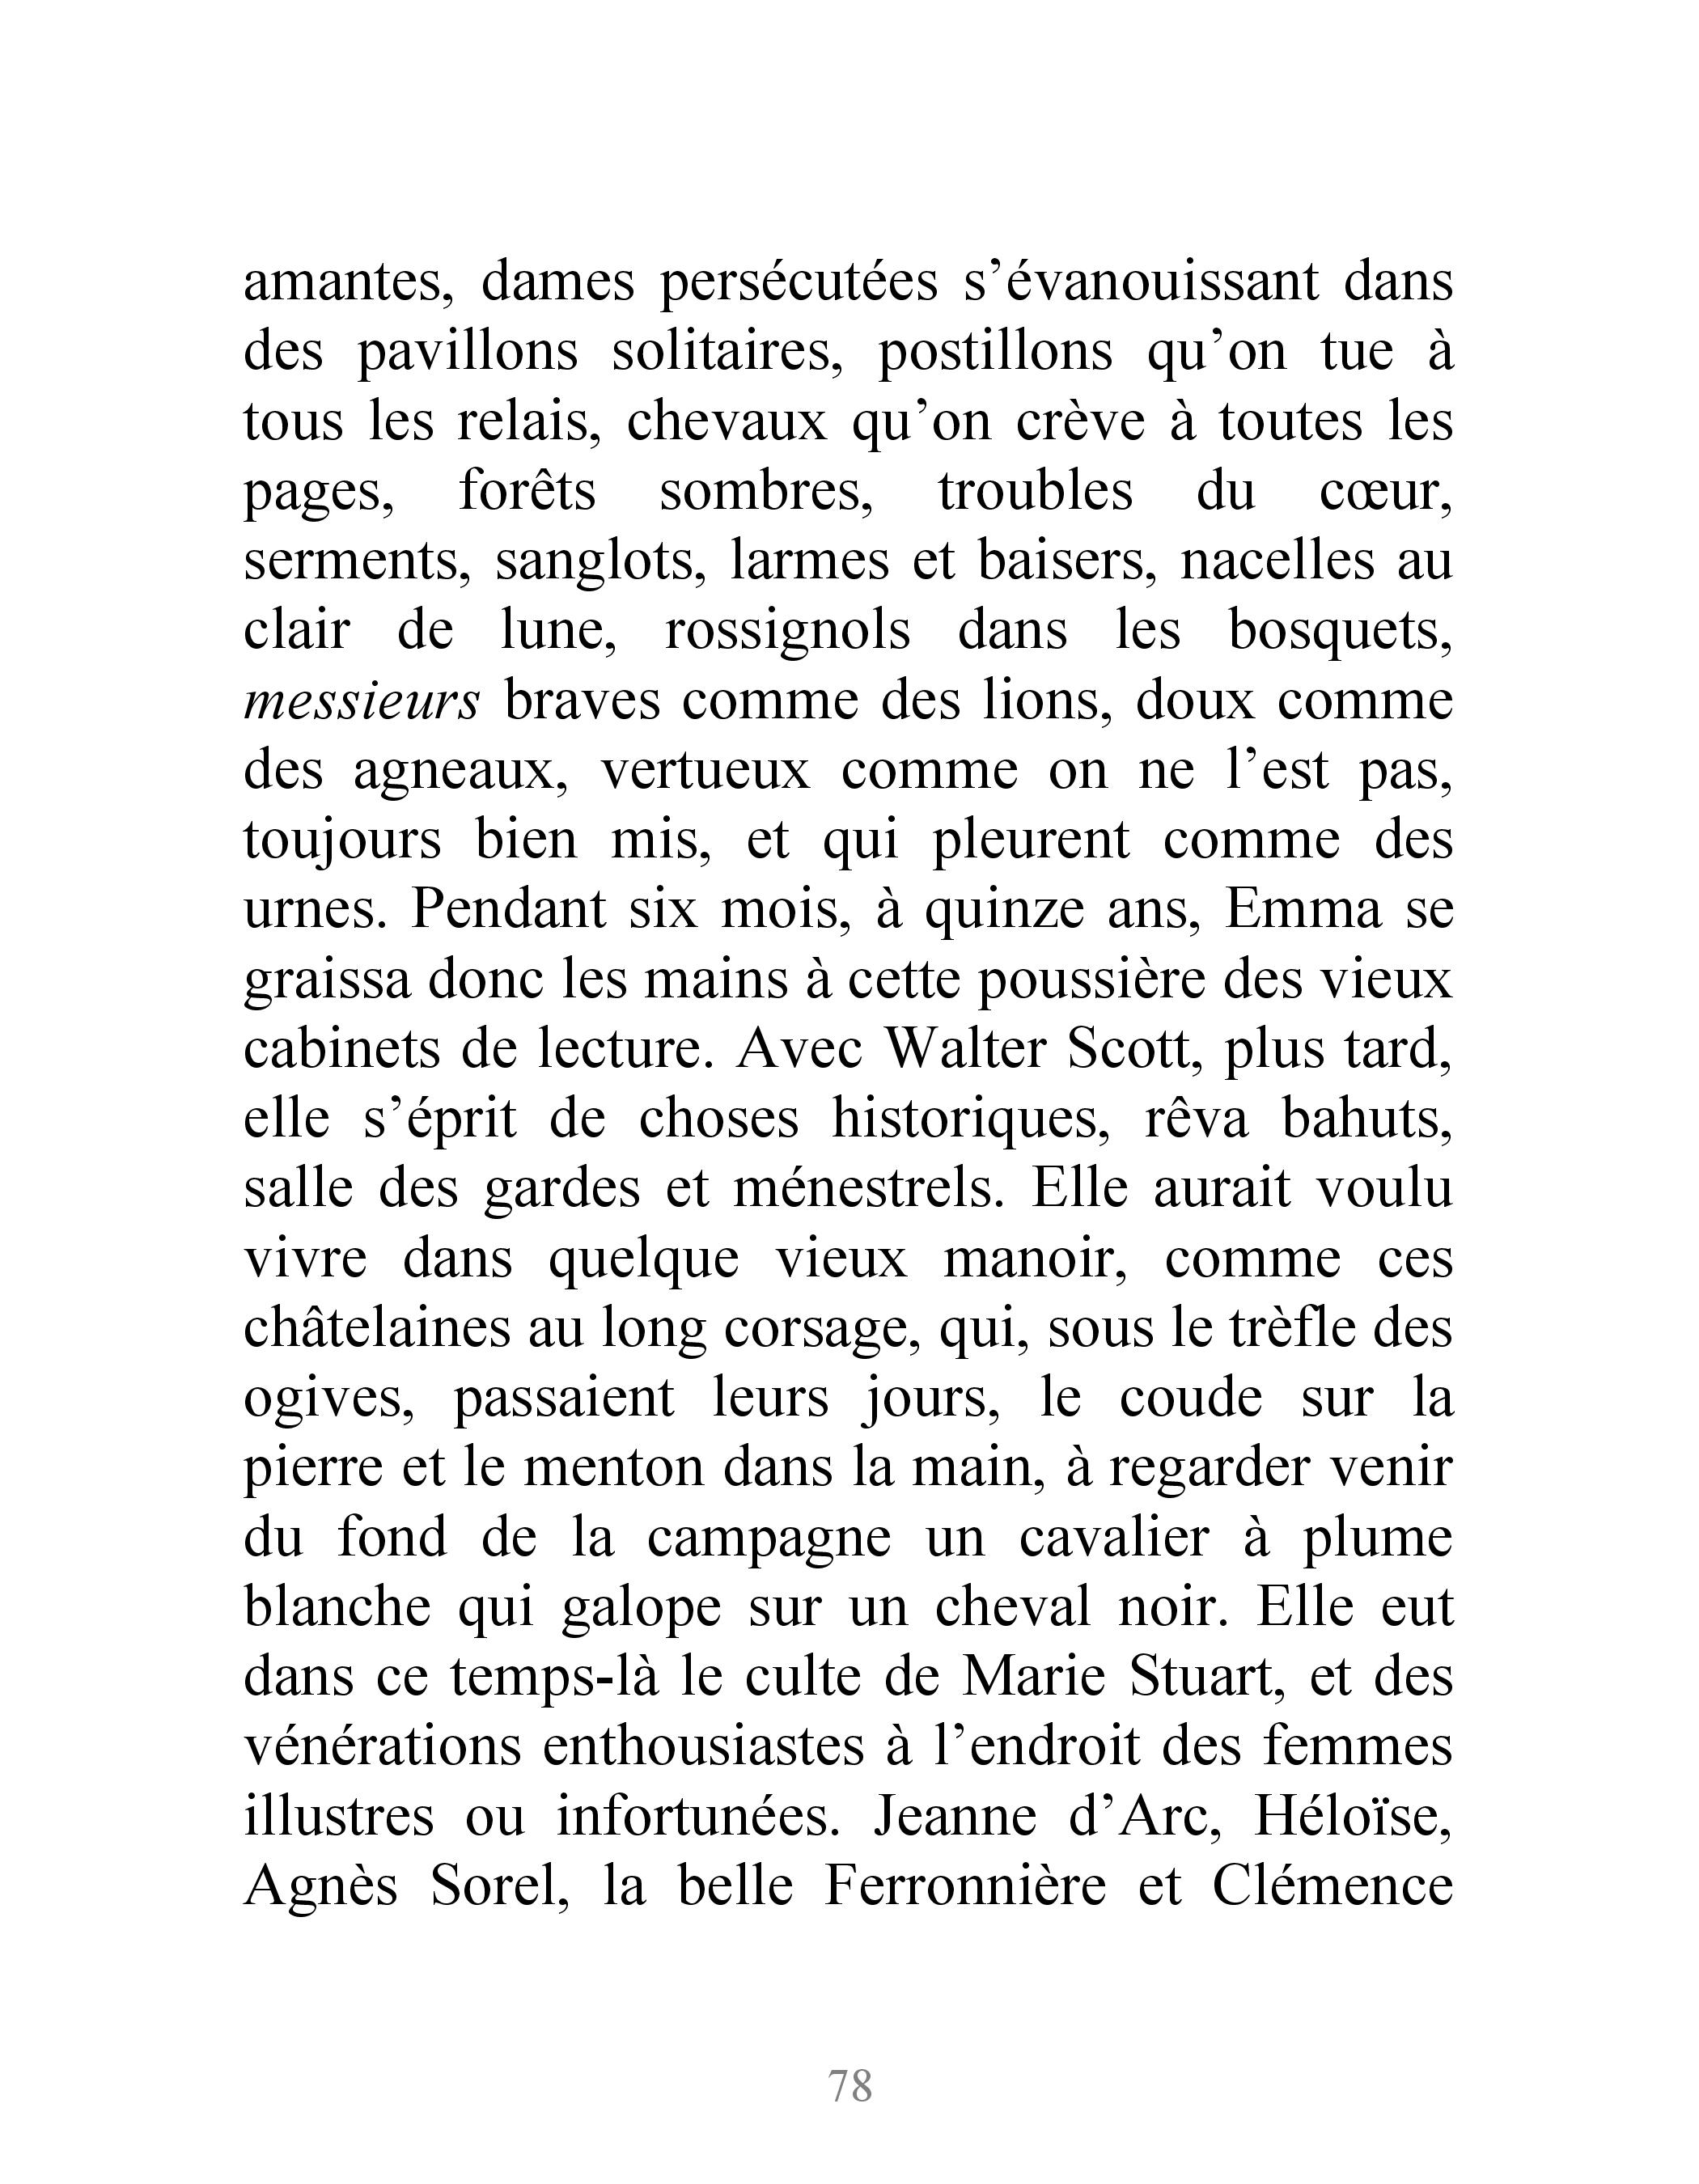 amantes, dames persécutées s’évanouissant dans
des pavillons solitaires, postillons qu’on tue à
tous les relais, chevaux qu’on crève à toutes les
pages, forêts sombres, troubles du cœur,
serments, sanglots, larmes et baisers, nacelles au
clair de lune, rossignols dans les bosquets,
messieurs braves comme des lions, doux comme
des agneaux, vertueux comme on ne l’est pas,
toujours bien mis, et qui pleurent comme des
urnes. Pendant six mois, à quinze ans, Emma se
graissa donc les mains à cette poussière des vieux
cabinets de lecture. Avec Walter Scott, plus tard,
elle s’éprit de choses historiques, rêva bahuts,
salle des gardes et ménestrels. Elle aurait voulu
vivre dans quelque vieux manoir, comme ces
châtelaines au long corsage, qui, sous le trèfle des
ogives, passaient leurs jours, le coude sur la
pierre et le menton dans la main, à regarder venir
du fond de la campagne un cavalier à plume
blanche qui galope sur un cheval noir. Elle eut
dans ce temps-là le culte de Marie Stuart, et des
vénérations enthousiastes à l’endroit des femmes
illustres ou infortunées. Jeanne d’Arc, Héloïse,
Agnès Sorel, la belle Ferronnière et Clémence
78